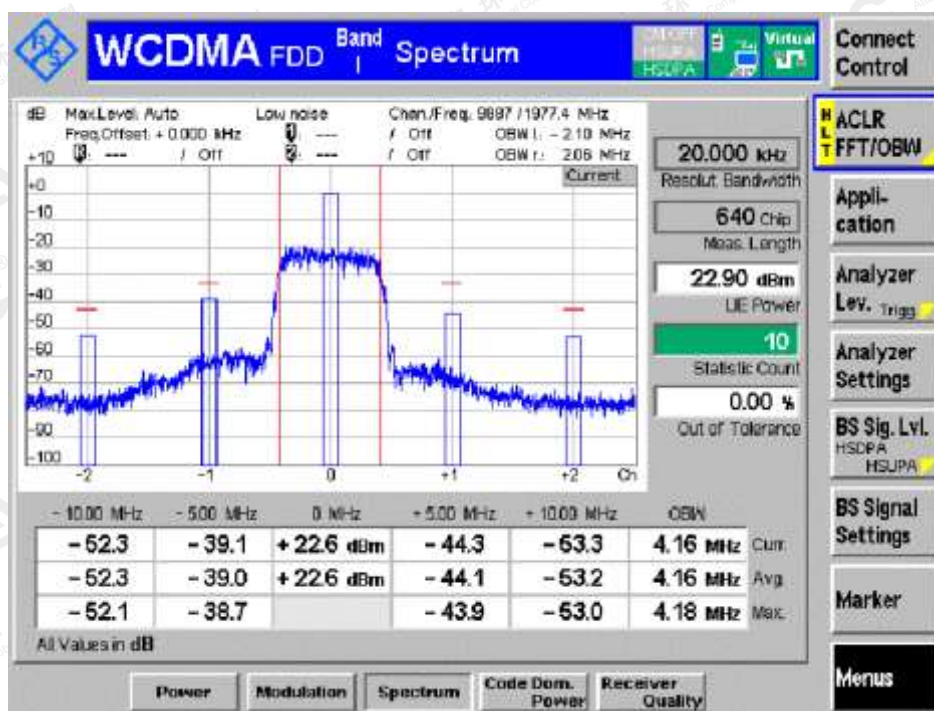 WCDMA FDD Band I Spectrum
ON/OFF
HSUPA
HSDPA
Virtual
Connect Control
dB Max.Level: Auto Low noise Chan./Freq.: 9887 / 1977.4 MHz
Freq.Offset: + 0.000 kHz 1: --- / Off OBW l.: - 2.10 MHz
--- / Off 2: --- / Off OBW r.: 2.06 MHz
Current
+10
+0
-10
-20
-30
-40
-50
-60
-70
-90
-100
-2 -1 0 +1 +2 Ch
20.000 kHz
Resolut. Bandwidth
640 Chip
Meas. Length
22.90 dBm
UE Power
10
Statistic Count
0.00 %
Out of Tolerance
- 10.00 MHz - 5.00 MHz 0 MHz + 5.00 MHz + 10.00 MHz OBW
- 52.3 - 39.1 + 22.6 dBm - 44.3 - 53.3 4.16 MHz Curr.
- 52.3 - 39.0 + 22.6 dBm - 44.1 - 53.2 4.16 MHz Avg.
- 52.1 - 38.7 - 43.9 - 53.0 4.18 MHz Max.
All Values in dB
HLT
ACLR
FFT/OBW
Appli-
cation
Analyzer
Lev. Trigg.
Analyzer
Settings
BS Sig. Lvl.
HSDPA
HSUPA
BS Signal
Settings
Marker
Menus
Power
Modulation
Spectrum
Code Dom.
Power
Receiver
Quality